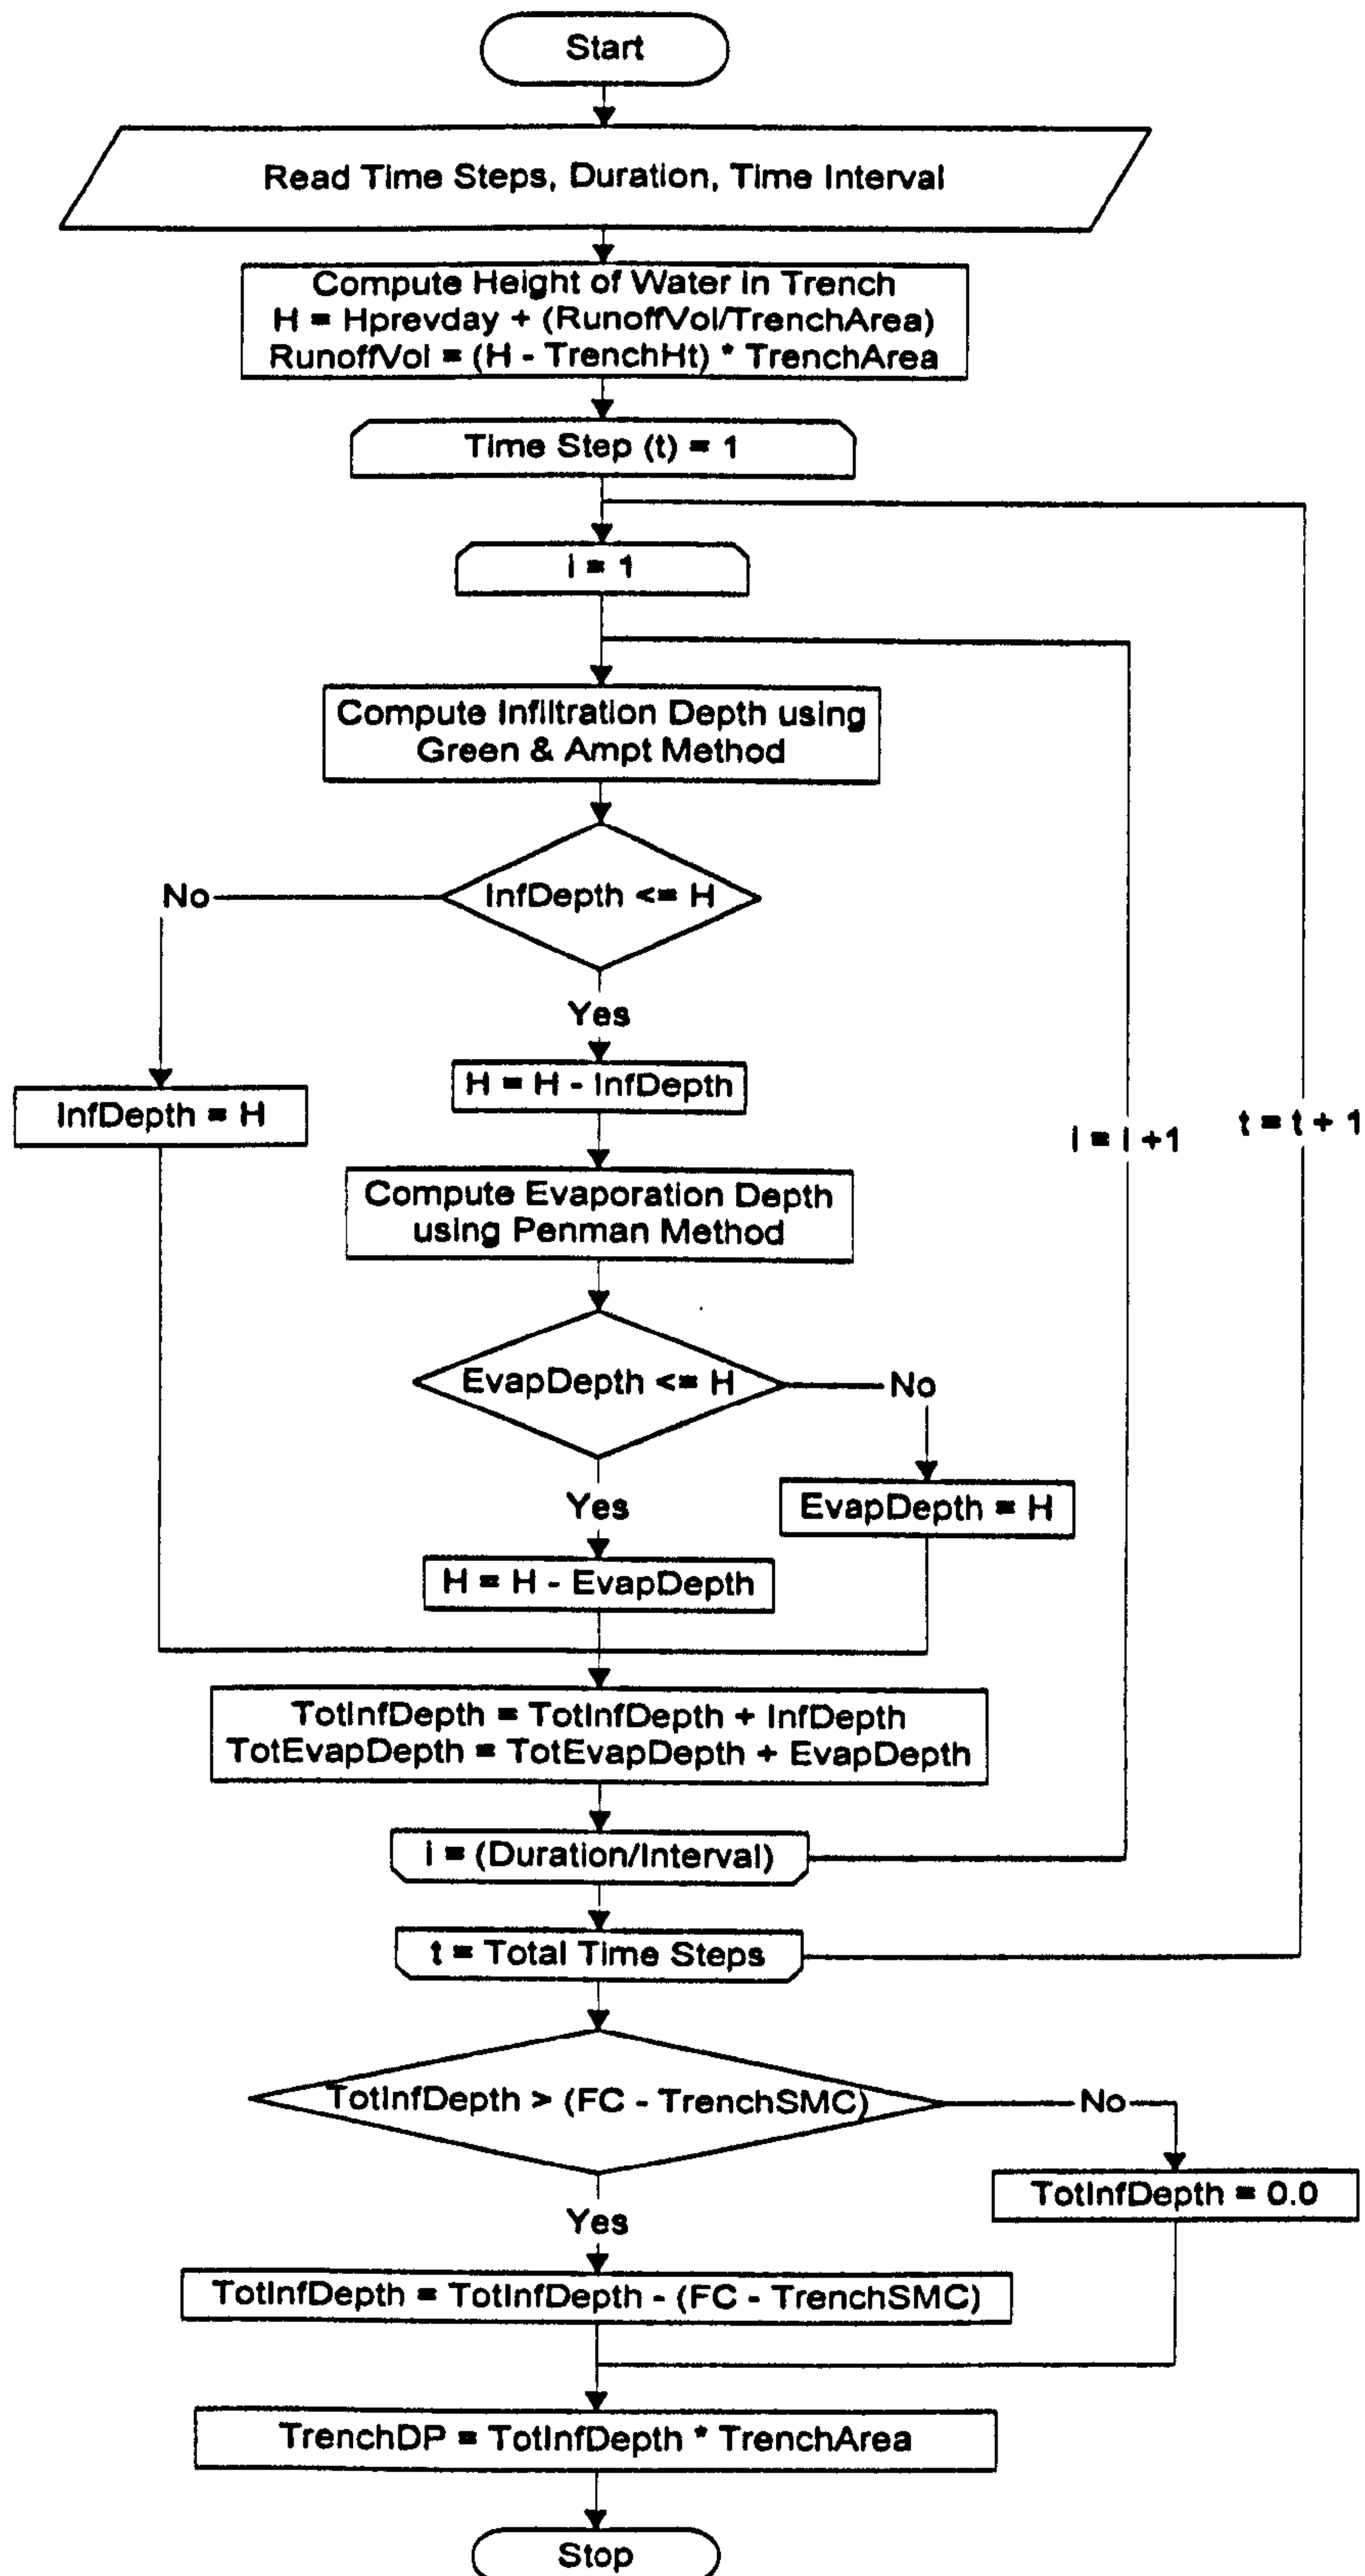 Start
Read Time Steps, Duration, Time Interval
Compute Height of Water in Trench
H = Hprevday + (RunoffVol/TrenchArea)
RunoffVol = (H - TrenchHt) * TrenchArea
Time Step (t) = 1
i = 1
Compute Infiltration Depth using
Green & Ampt Method
InfDepth <= H
No
Yes
H = H - InfDepth
InfDepth = H
i = i +1
t = t + 1
Compute Evaporation Depth
using Penman Method
EvapDepth <= H
No
Yes
EvapDepth = H
H = H - EvapDepth
TotInfDepth = TotInfDepth + InfDepth
TotEvapDepth = TotEvapDepth + EvapDepth
i = (Duration/Interval)
t = Total Time Steps
TotInfDepth > (FC - TrenchSMC)
No
Yes
TotInfDepth = 0.0
TotInfDepth = TotInfDepth - (FC - TrenchSMC)
TrenchDP = TotInfDepth * TrenchArea
Stop